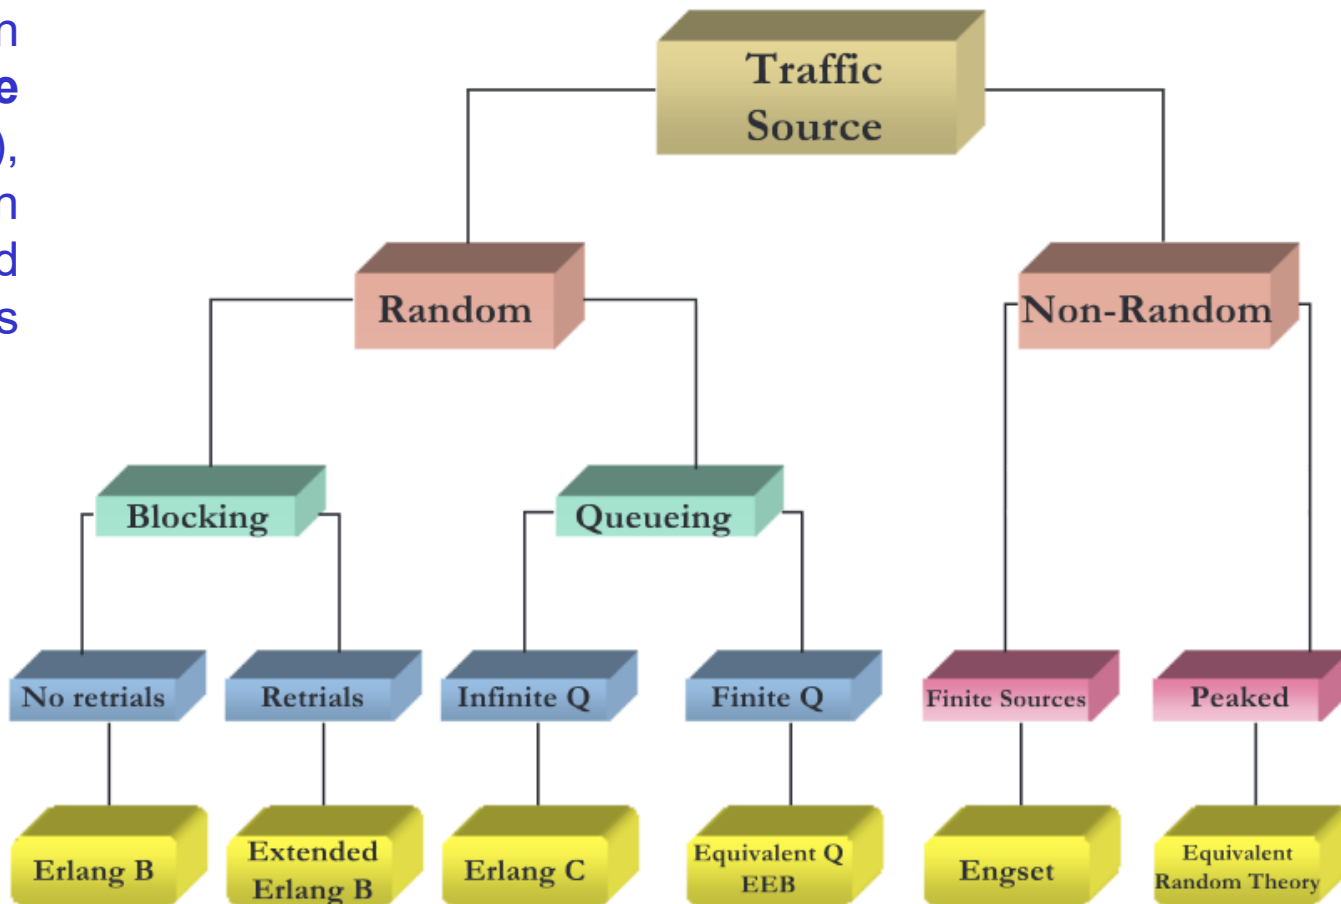 n
e
),
n
d
s
Traffic
Source
Random
Non-Random
Blocking
Queueing
No retrials
Retrials
Infinite Q
Finite Q
Finite Sources
Peaked
Erlang B
Extended
Erlang B
Erlang C
Equivalent Q
EEB
Engset
Equivalent
Random Theory